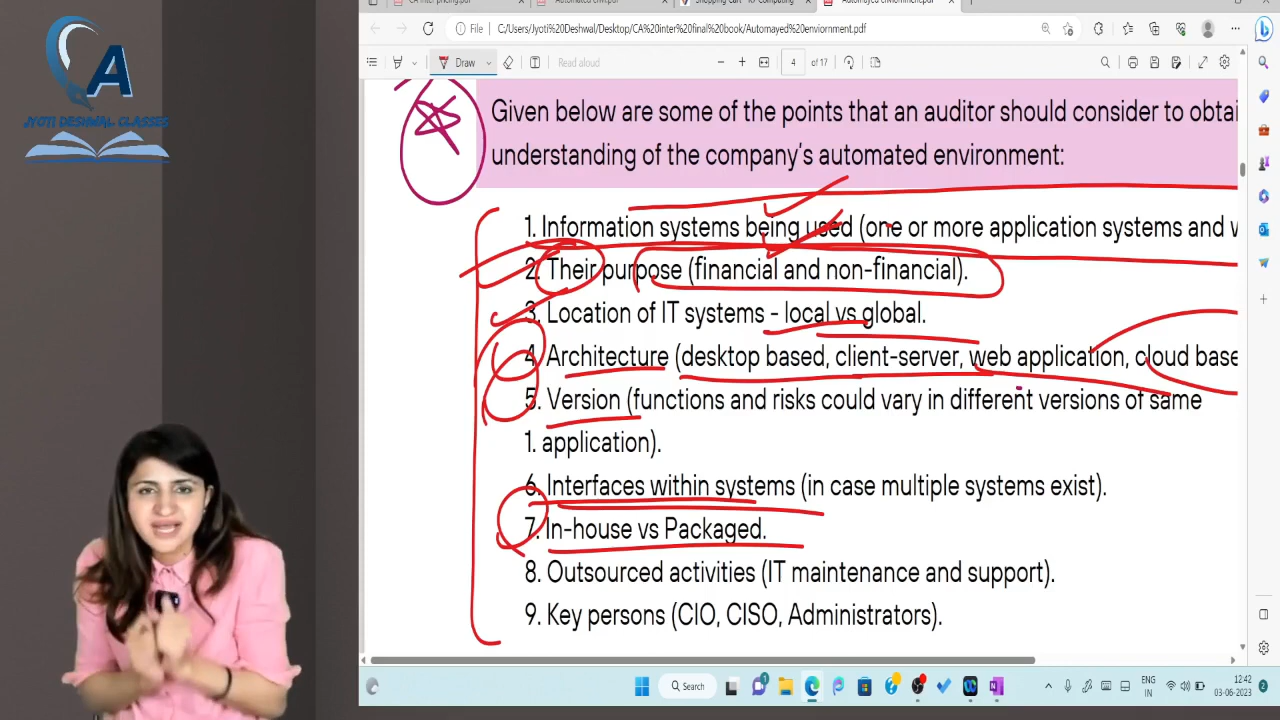 CA
JYOTI DESHWAL CLASSES
File C:/Users/Jyoti%20Deshwal/Desktop/CA%20inter%20final%20book/Automayed%20enviornment.pdf
Draw Read aloud 4 of 17
Given below are some of the points that an auditor should consider to obtai
understanding of the company's automated environment:
1. Information systems being used (one or more application systems and
2. Their purpose (financial and non-financial).
3. Location of IT systems - local vs global.
4. Architecture (desktop based, client-server, web application, cloud base
5. Version (functions and risks could vary in different versions of same
1. application).
6. Interfaces within systems (in case multiple systems exist).
7. In-house vs Packaged.
8. Outsourced activities (IT maintenance and support).
9. Key persons (CIO, CISO, Administrators).
Search ENG IN 12:42 03-06-2023